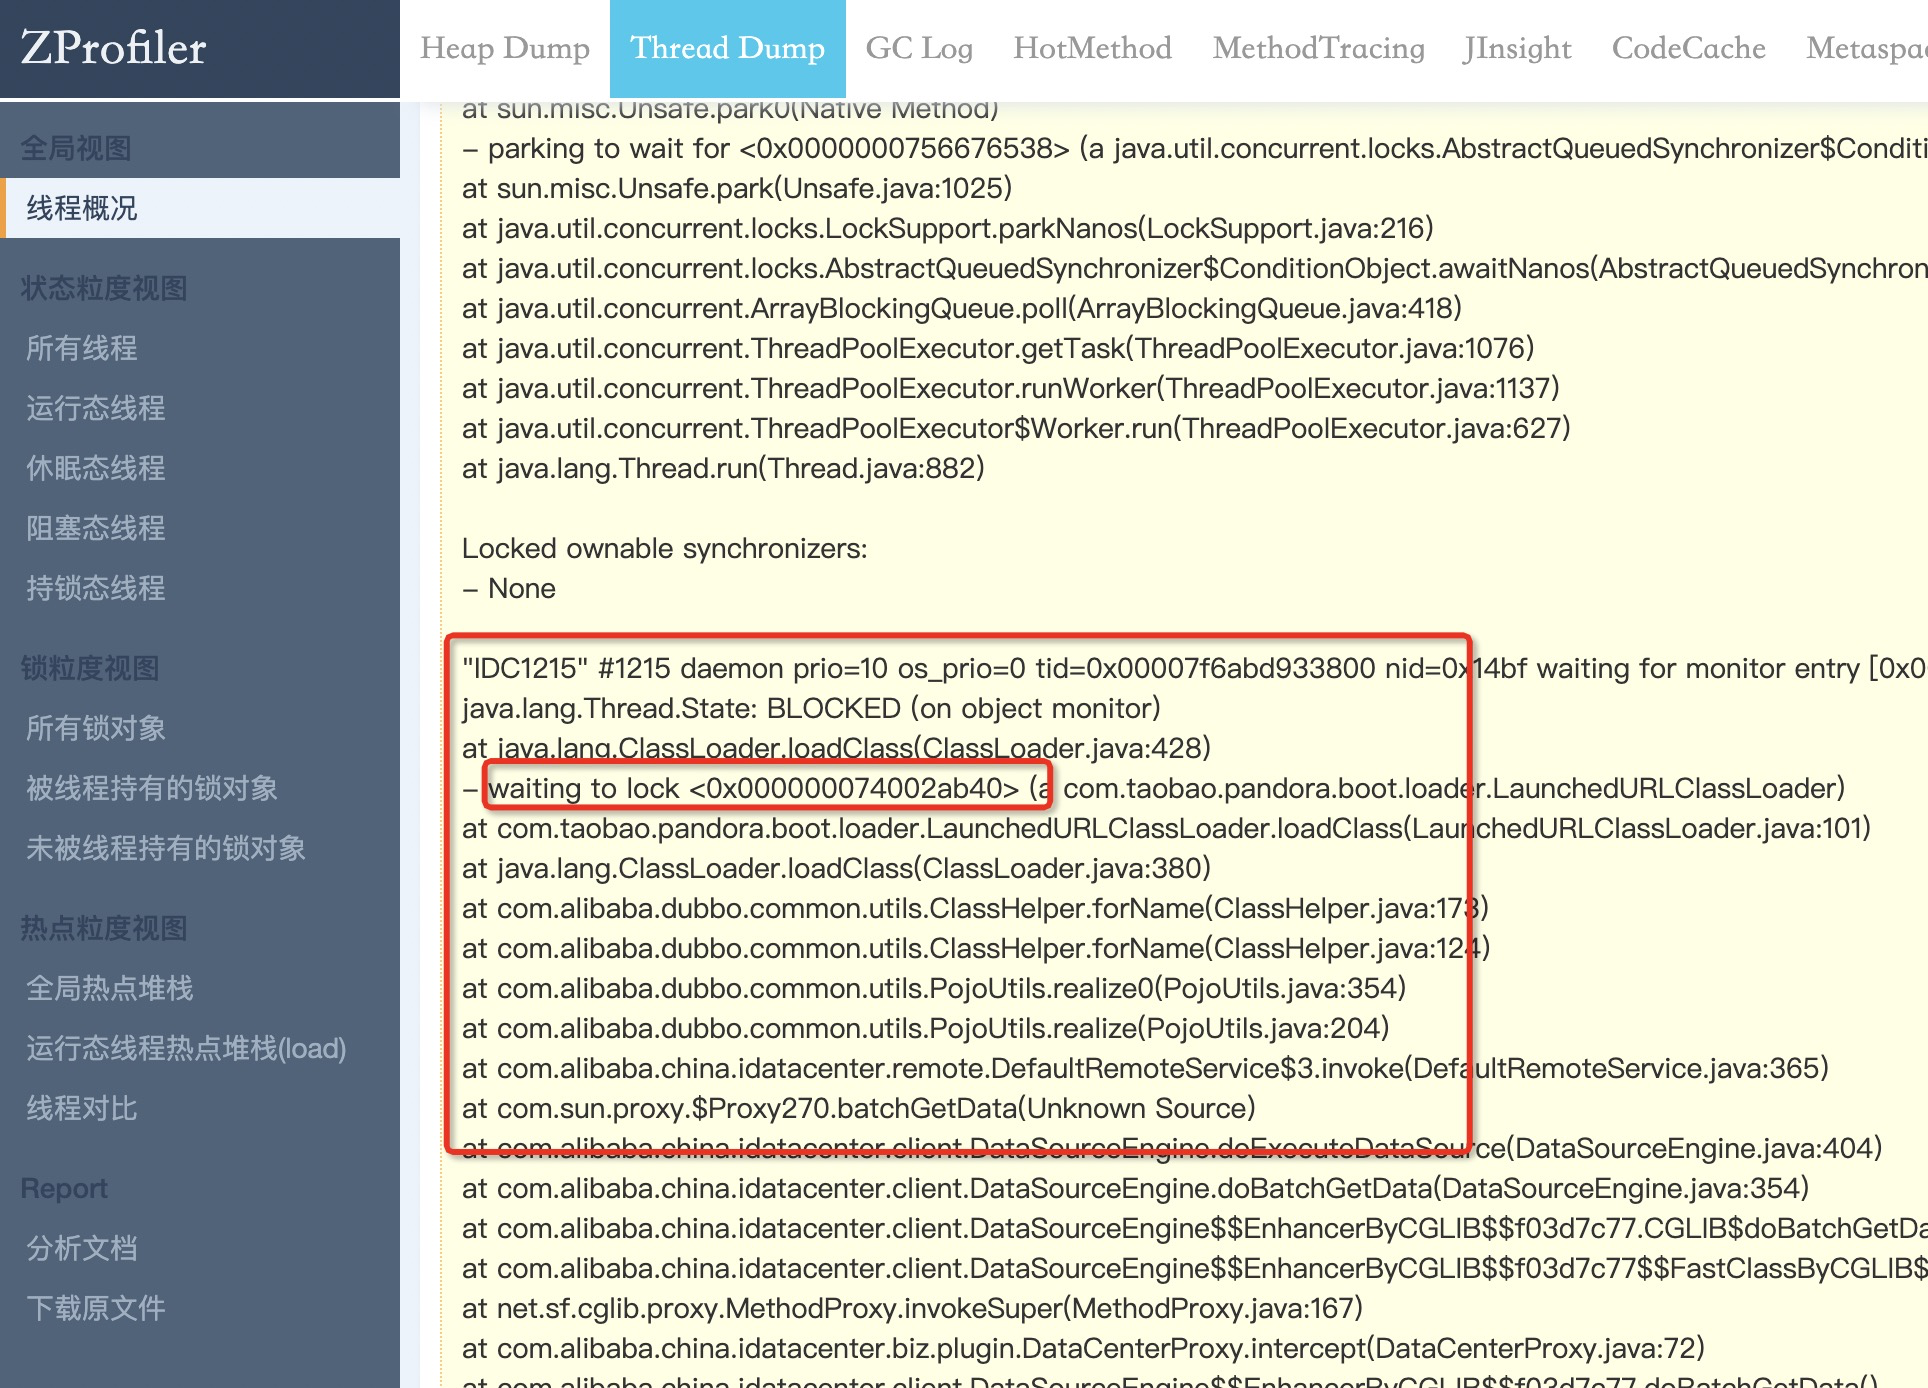 ZProfiler
Heap Dump Thread Dump GC Log HotMethod MethodTracing JInsight CodeCache
全局视图
线程概况
状态粒度视图
所有线程
运行态线程
休眠态线程
阻塞态线程
持锁态线程
锁粒度视图
所有锁对象
被线程持有的锁对象
未被线程持有的锁对象
热点粒度视图
全局热点堆栈
运行态线程热点堆栈(load)
线程对比
Report
分析文档
下载原文件
at sun.misc.Unsafe.park0(Native Method)
– parking to wait for <0x0000000756676538> (a java.util.concurrent.locks.AbstractQueuedSynchronizer$Conditi
at sun.misc.Unsafe.park(Unsafe.java:1025)
at java.util.concurrent.locks.LockSupport.parkNanos(LockSupport.java:216)
at java.util.concurrent.locks.AbstractQueuedSynchronizer$ConditionObject.awaitNanos(AbstractQueuedSynchron
at java.util.concurrent.ArrayBlockingQueue.poll(ArrayBlockingQueue.java:418)
at java.util.concurrent.ThreadPoolExecutor.getTask(ThreadPoolExecutor.java:1076)
at java.util.concurrent.ThreadPoolExecutor.runWorker(ThreadPoolExecutor.java:1137)
at java.util.concurrent.ThreadPoolExecutor$Worker.run(ThreadPoolExecutor.java:627)
at java.lang.Thread.run(Thread.java:882)
Locked ownable synchronizers:
– None
"IDC1215" #1215 daemon prio=10 os_prio=0 tid=0x00007f6abd933800 nid=0x14bf waiting for monitor entry [0x0
java.lang.Thread.State: BLOCKED (on object monitor)
at java.lang.ClassLoader.loadClass(ClassLoader.java:428)
– waiting to lock <0x000000074002ab40> (a com.taobao.pandora.boot.loader.LaunchedURLClassLoader)
at com.taobao.pandora.boot.loader.LaunchedURLClassLoader.loadClass(LaunchedURLClassLoader.java:101)
at java.lang.ClassLoader.loadClass(ClassLoader.java:380)
at com.alibaba.dubbo.common.utils.ClassHelper.forName(ClassHelper.java:173)
at com.alibaba.dubbo.common.utils.ClassHelper.forName(ClassHelper.java:124)
at com.alibaba.dubbo.common.utils.PojoUtils.realize0(PojoUtils.java:354)
at com.alibaba.dubbo.common.utils.PojoUtils.realize(PojoUtils.java:204)
at com.alibaba.china.idatacenter.remote.DefaultRemoteService$3.invoke(DefaultRemoteService.java:365)
at com.sun.proxy.$Proxy270.batchGetData(Unknown Source)
at com.alibaba.china.idatacenter.client.DataSourceEngine.doExecuteDataSource(DataSourceEngine.java:404)
at com.alibaba.china.idatacenter.client.DataSourceEngine.doBatchGetData(DataSourceEngine.java:354)
at com.alibaba.china.idatacenter.client.DataSourceEngine$$EnhancerByCGLIB$$f03d7c77.CGLIB$doBatchGetDa
at com.alibaba.china.idatacenter.client.DataSourceEngine$$EnhancerByCGLIB$$f03d7c77$$FastClassByCGLIB$
at net.sf.cglib.proxy.MethodProxy.invokeSuper(MethodProxy.java:167)
at com.alibaba.china.idatacenter.biz.plugin.DataCenterProxy.intercept(DataCenterProxy.java:72)
at com.alibaba.china.idatacenter.client.DataSourceEngine$$EnhancerByCGLIB$$f03d7c77.doBatchGetData(